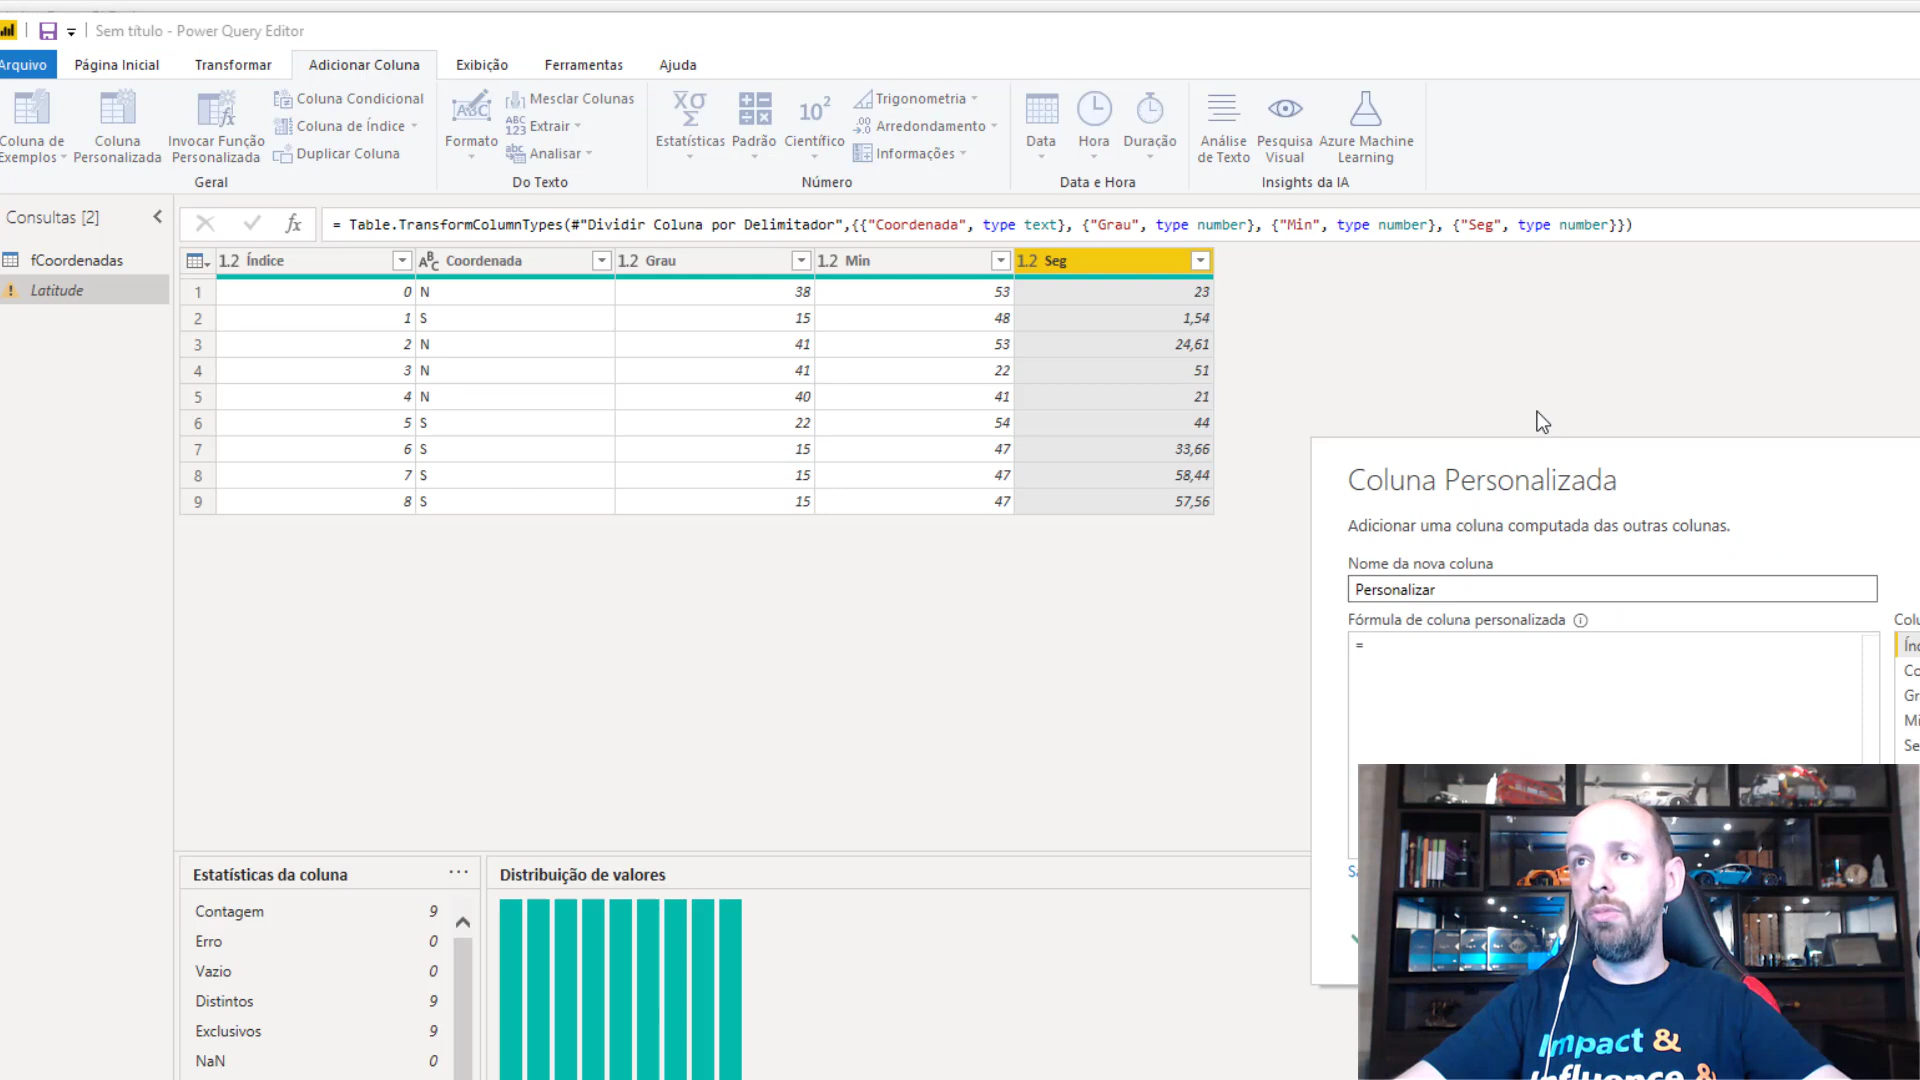 Sem título - Power Query Editor
Arquivo Página Inicial Transformar Adicionar Coluna Exibição Ferramentas Ajuda
Coluna de Exemplos
Coluna Personalizada
Invocar Função Personalizada
Coluna Condicional
Coluna de Índice
Duplicar Coluna
Geral
Formato
Mesclar Colunas
Extrair
Analisar
Do Texto
Estatísticas
Padrão
Científico
Trigonometria
Arredondamento
Informações
Número
Data
Hora
Duração
Data e Hora
Análise de Texto
Pesquisa Visual
Azure Machine Learning
Insights da IA
Consultas [2]
fCoordenadas
Latitude
= Table.TransformColumnTypes(#"Dividir Coluna por Delimitador",{{"Coordenada", type text}, {"Grau", type number}, {"Min", type number}, {"Seg", type number}})
1.2 Índice ABC Coordenada 1.2 Grau 1.2 Min 1.2 Seg
1 0 N 38 53 23
2 1 S 15 48 1,54
3 2 N 41 53 24,61
4 3 N 41 22 51
5 4 N 40 41 21
6 5 S 22 54 44
7 6 S 15 47 33,66
8 7 S 15 47 58,44
9 8 S 15 47 57,56
Coluna Personalizada
Adicionar uma coluna computada das outras colunas.
Nome da nova coluna
Personalizar
Fórmula de coluna personalizada
=
Colu
Índ
Co
Gr
Mi
Se
Estatísticas da coluna ...
Contagem 9
Erro 0
Vazio 0
Distintos 9
Exclusivos 9
NaN 0
Distribuição de valores
Impact &
Influence &